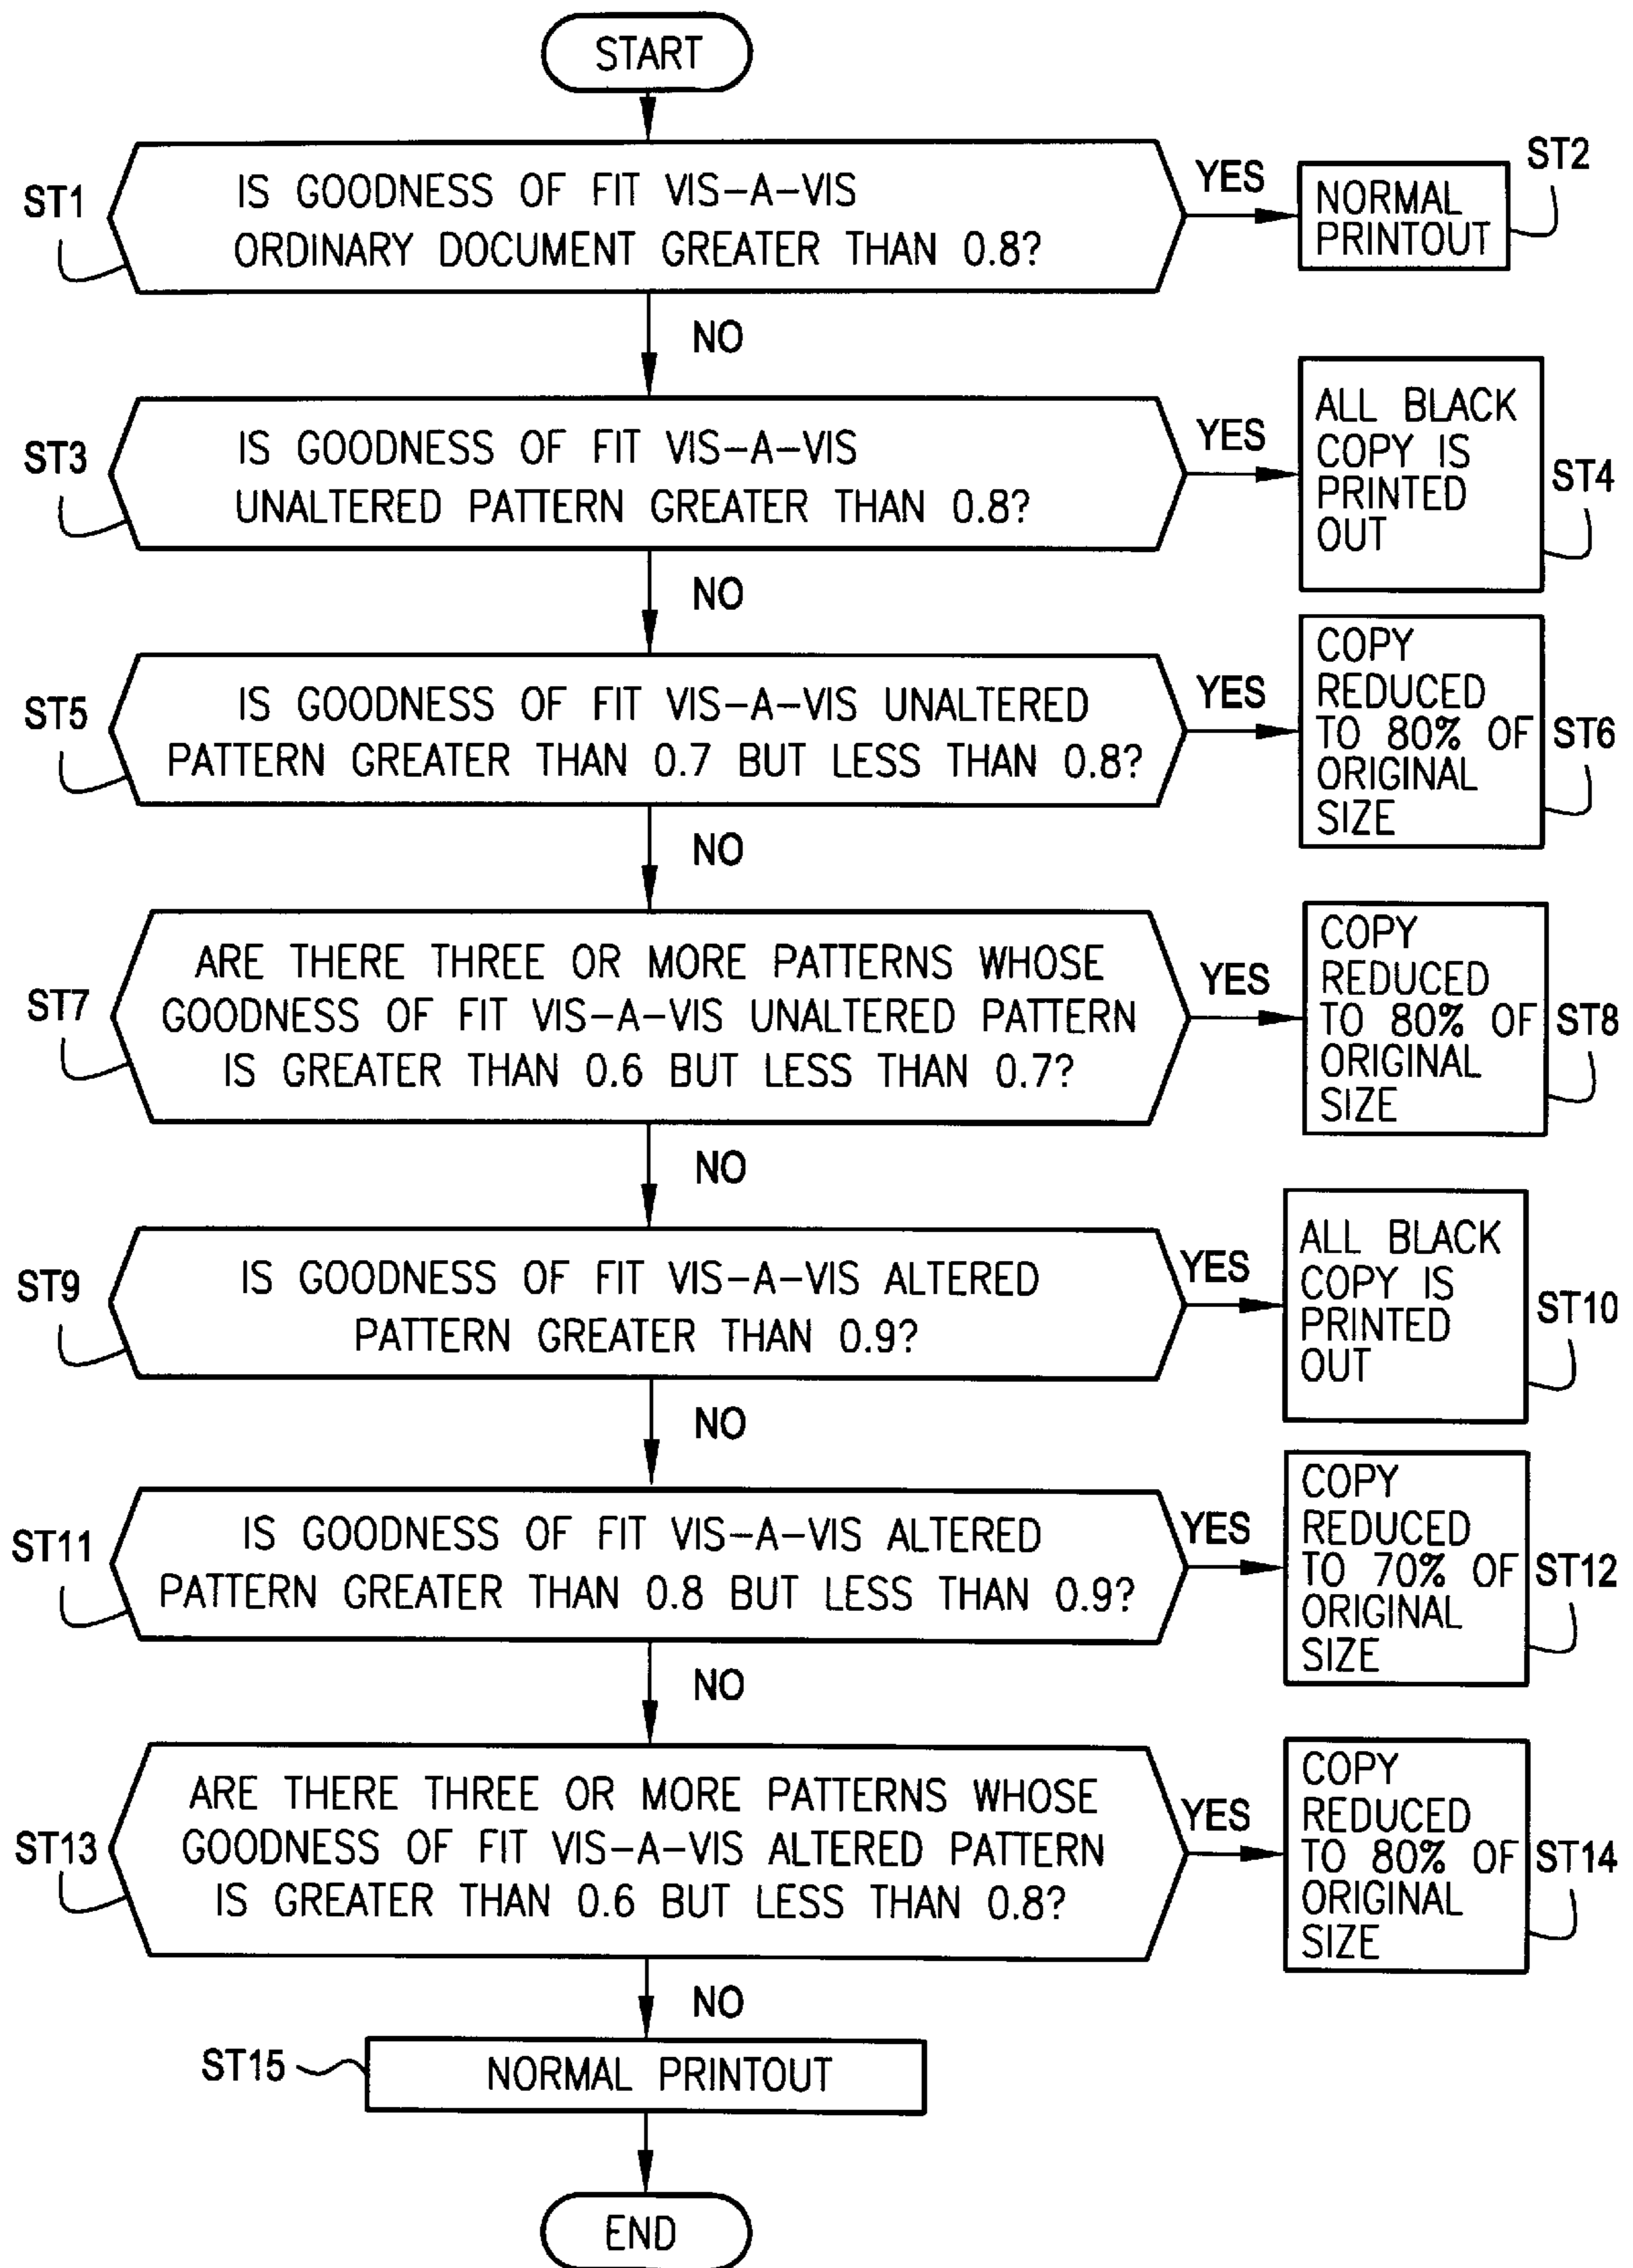 START
ST1
IS GOODNESS OF FIT VIS-A-VIS
ORDINARY DOCUMENT GREATER THAN 0.8?
YES
NORMAL
PRINTOUT
ST2
NO
ST3
IS GOODNESS OF FIT VIS-A-VIS
UNALTERED PATTERN GREATER THAN 0.8?
YES
ALL BLACK
COPY IS
PRINTED
OUT
ST4
NO
ST5
IS GOODNESS OF FIT VIS-A-VIS UNALTERED
PATTERN GREATER THAN 0.7 BUT LESS THAN 0.8?
YES
COPY
REDUCED
TO 80% OF
ORIGINAL
SIZE
ST6
NO
ST7
ARE THERE THREE OR MORE PATTERNS WHOSE
GOODNESS OF FIT VIS-A-VIS UNALTERED PATTERN
IS GREATER THAN 0.6 BUT LESS THAN 0.7?
YES
COPY
REDUCED
TO 80% OF
ORIGINAL
SIZE
ST8
NO
ST9
IS GOODNESS OF FIT VIS-A-VIS ALTERED
PATTERN GREATER THAN 0.9?
YES
ALL BLACK
COPY IS
PRINTED
OUT
ST10
NO
ST11
IS GOODNESS OF FIT VIS-A-VIS ALTERED
PATTERN GREATER THAN 0.8 BUT LESS THAN 0.9?
YES
COPY
REDUCED
TO 70% OF
ORIGINAL
SIZE
ST12
NO
ST13
ARE THERE THREE OR MORE PATTERNS WHOSE
GOODNESS OF FIT VIS-A-VIS ALTERED PATTERN
IS GREATER THAN 0.6 BUT LESS THAN 0.8?
YES
COPY
REDUCED
TO 80% OF
ORIGINAL
SIZE
ST14
NO
ST15
NORMAL PRINTOUT
END